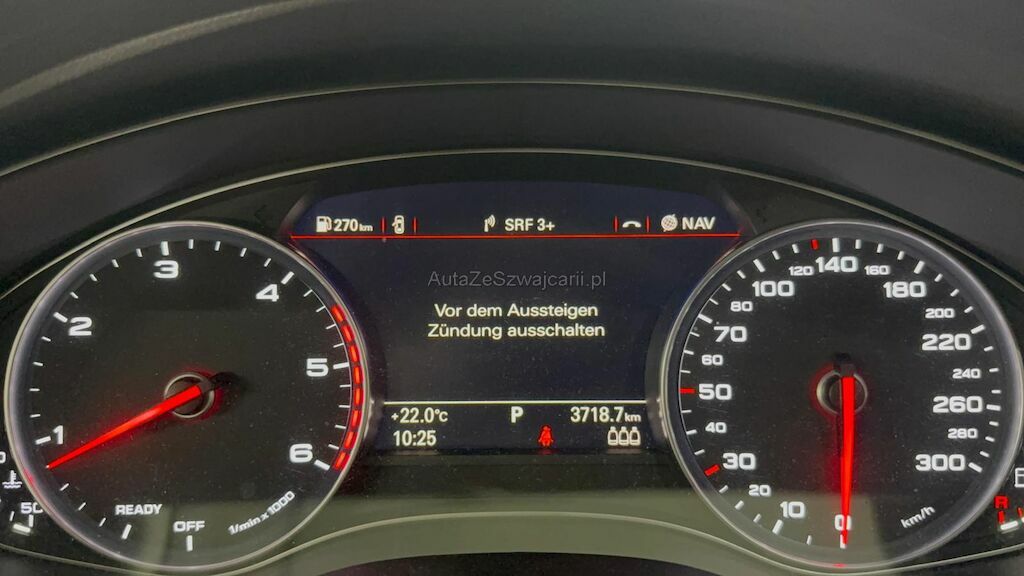 270 km
SRF 3+
NAV
AutaZeSzwajcarii.pl
Vor dem Aussteigen
Zündung ausschalten
+22.0°C
P
3718.7 km
10:25
1
2
3
4
5
6
READY
OFF
1/min x 1000
50
0
10
20
30
40
50
60
70
80
100
120
140
160
180
200
220
240
260
280
300
km/h
R